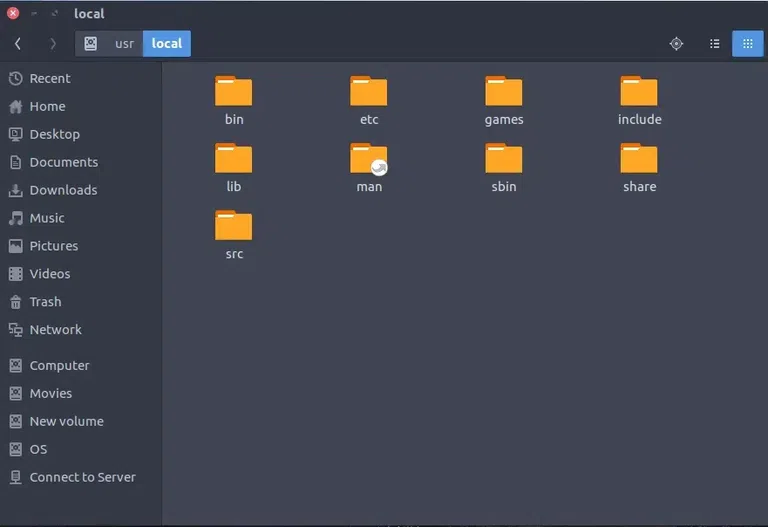 local
usr local
Recent
Home
Desktop
Documents
Downloads
Music
Pictures
Videos
Trash
Network
Computer
Movies
New volume
OS
Connect to Server
bin etc games include
lib man sbin share
src